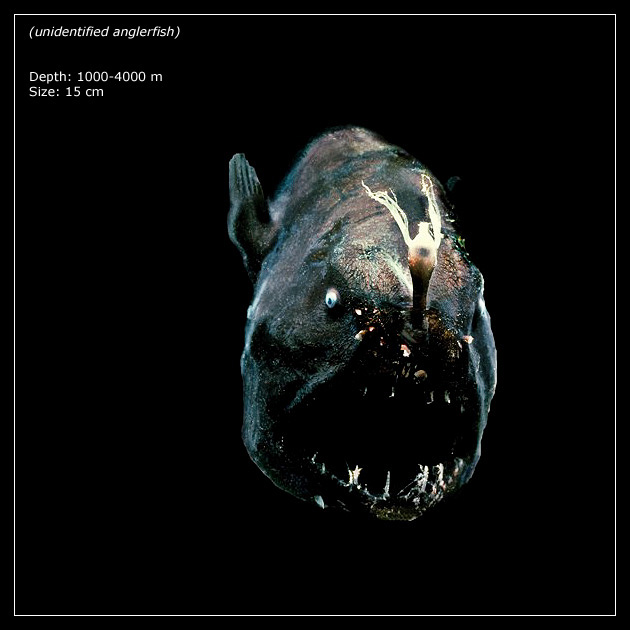 (unidentified anglerfish)
Depth: 1000-4000 m
Size: 15 cm